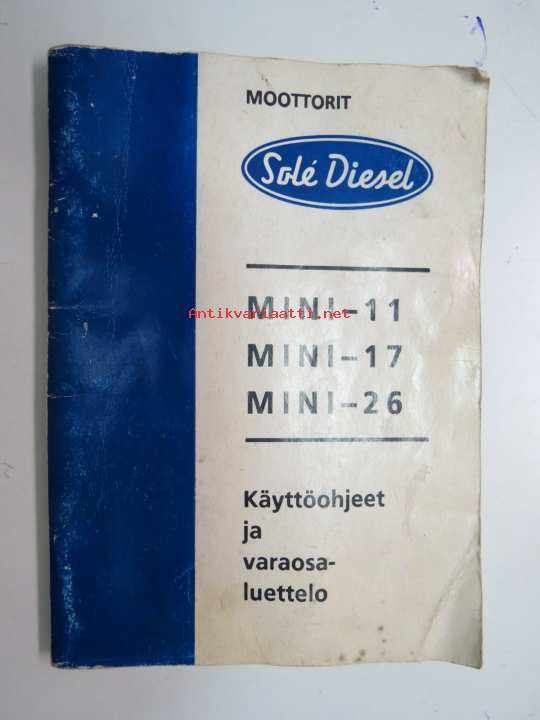 MOOTTORIT
Solé Diesel
MINI-11
Antikvariaatti.net
MINI-17
MINI-26
Käyttöohjeet
ja
varaosa-
luettelo